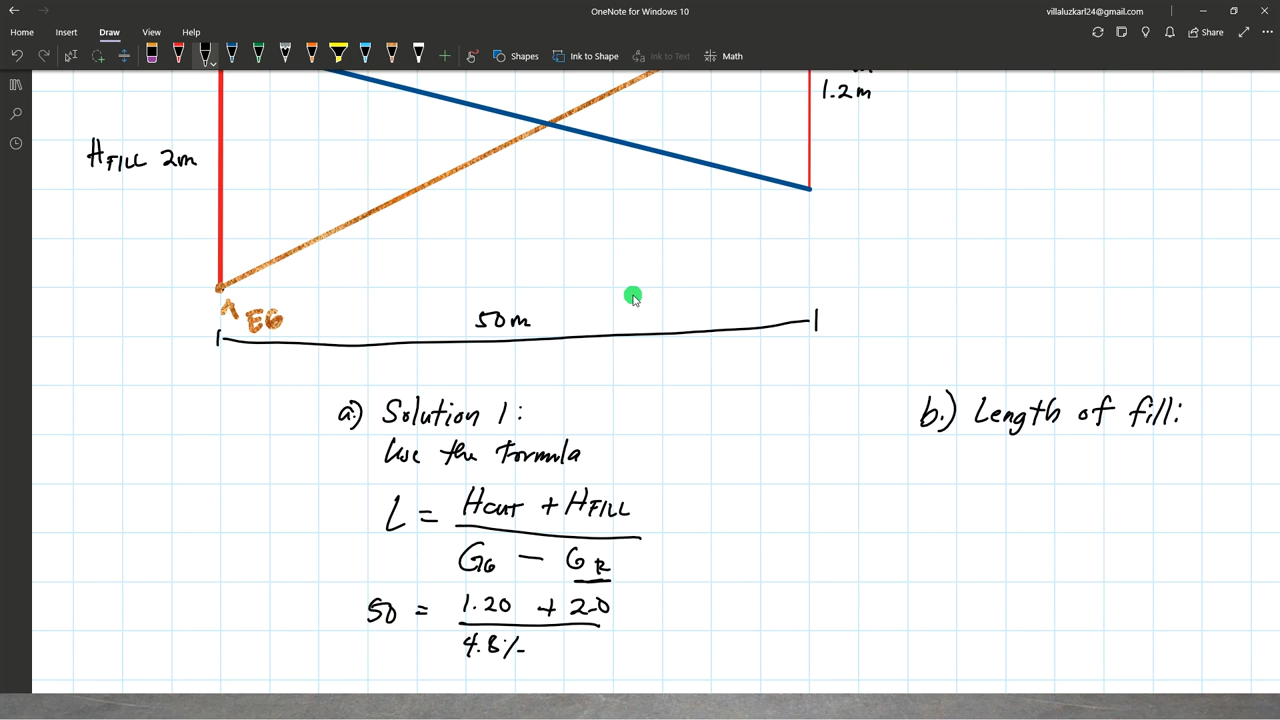 OneNote for Windows 10
villaluzkarl24@gmail.com
Home Insert Draw View Help
Share
Shapes Ink to Shape Ink to Text Math
1.2m
HFILL 2m
EG
50m
a.) Solution 1:
Use the formula
b.) Length of fill:
L = HCUT + HFILL
GG - GR
50 = 1.20 + 2.0
4.8%